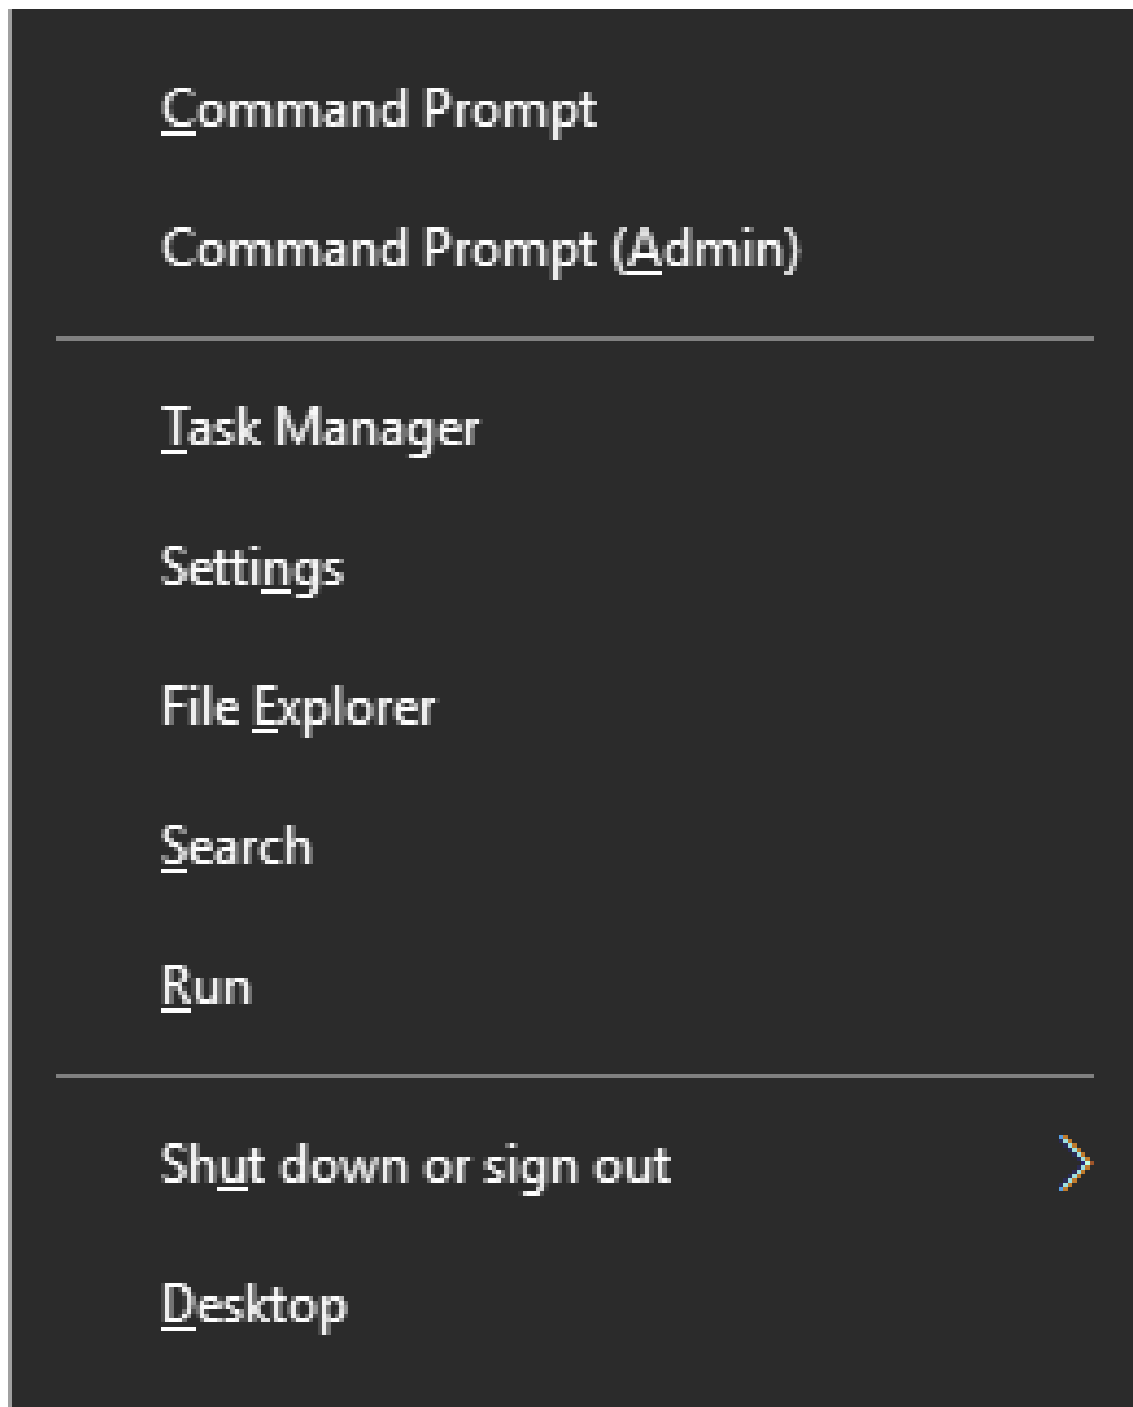 Command Prompt
Command Prompt (Admin)
Task Manager
Settings
File Explorer
Search
Run
Shut down or sign out
Desktop